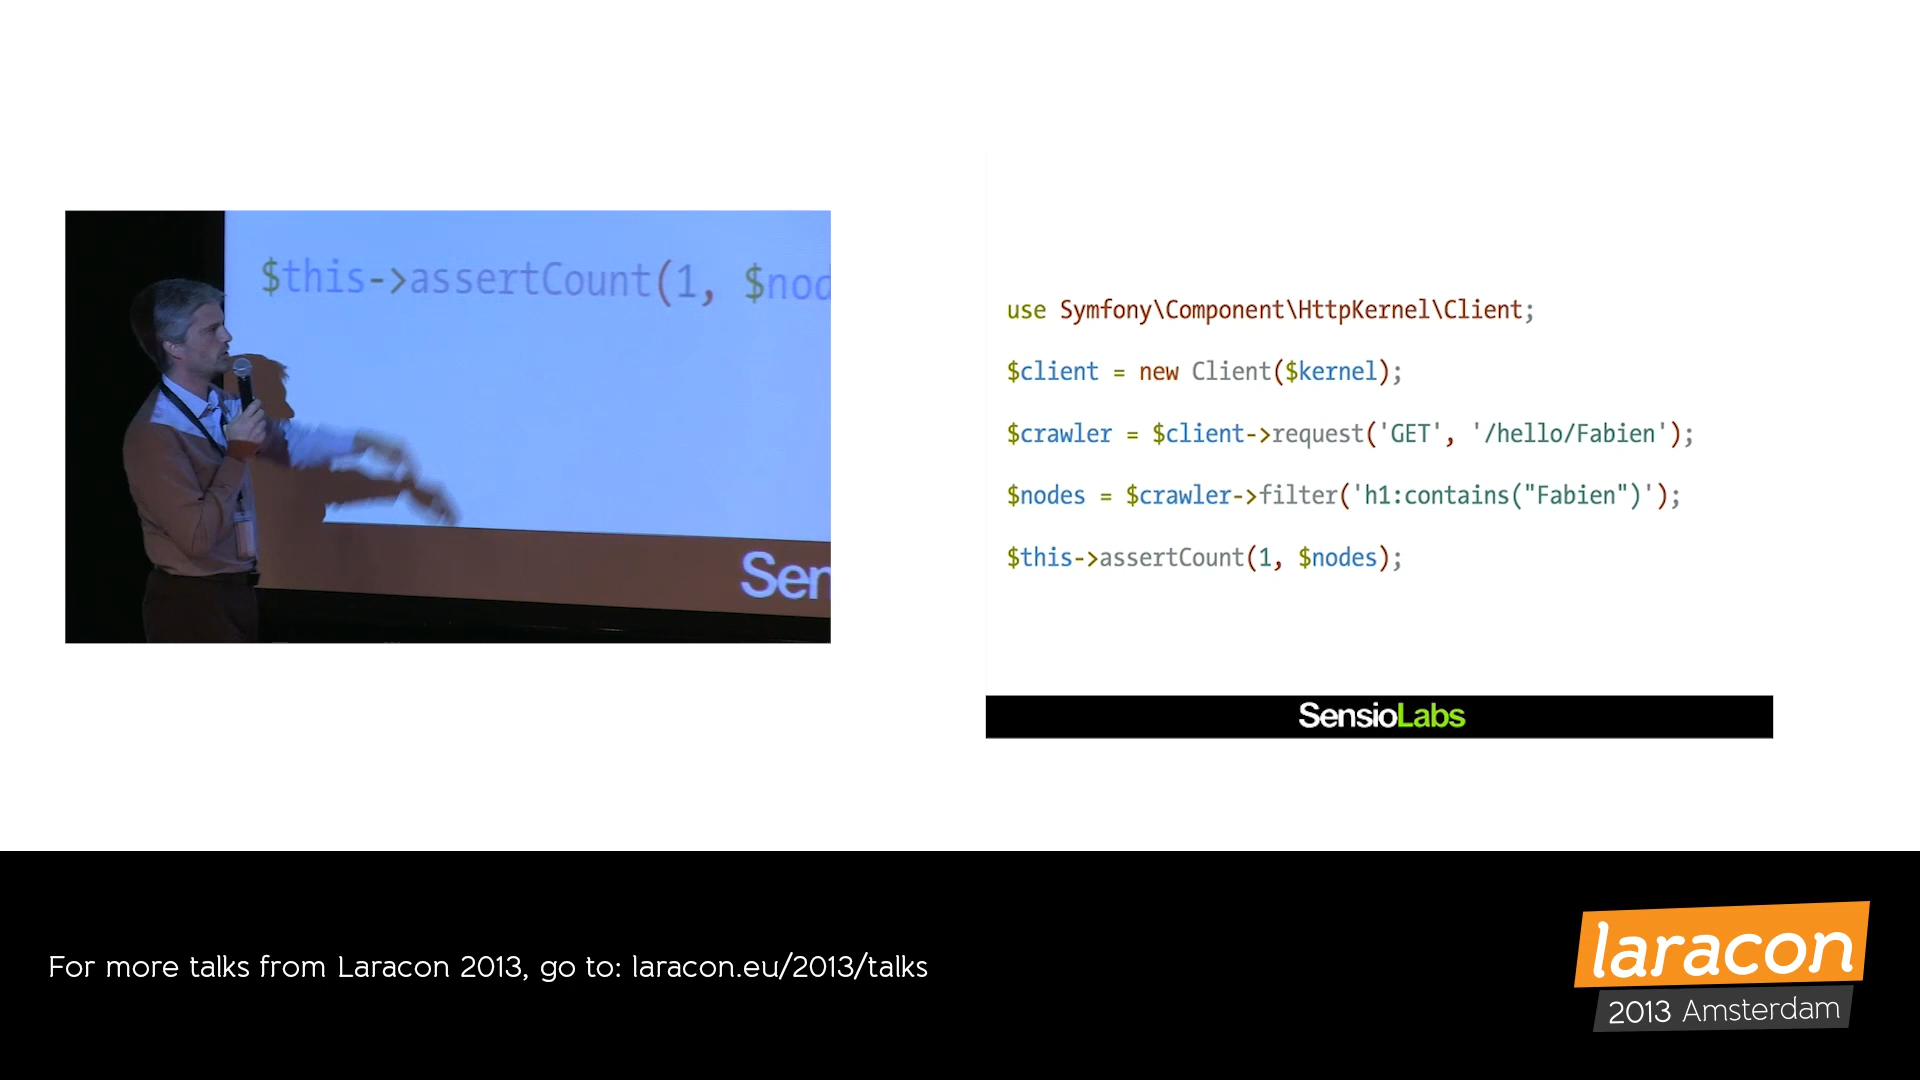 $this->assertCount(1, $nod
Sen
use Symfony\Component\HttpKernel\Client;
$client = new Client($kernel);
$crawler = $client->request('GET', '/hello/Fabien');
$nodes = $crawler->filter('h1:contains("Fabien")');
$this->assertCount(1, $nodes);
SensioLabs
For more talks from Laracon 2013, go to: laracon.eu/2013/talks
laracon
2013 Amsterdam